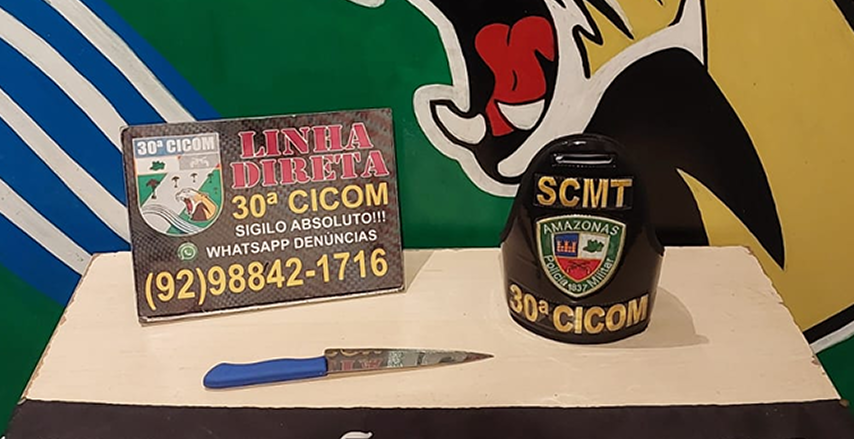 30ª CICOM
LINHA
DIRETA
30ª CICOM
SIGILO ABSOLUTO!!!
WHATSAPP DENÚNCIAS
(92)98842-1716
SCMT
AMAZONAS
Polícia 1837 Militar
30ª CICOM